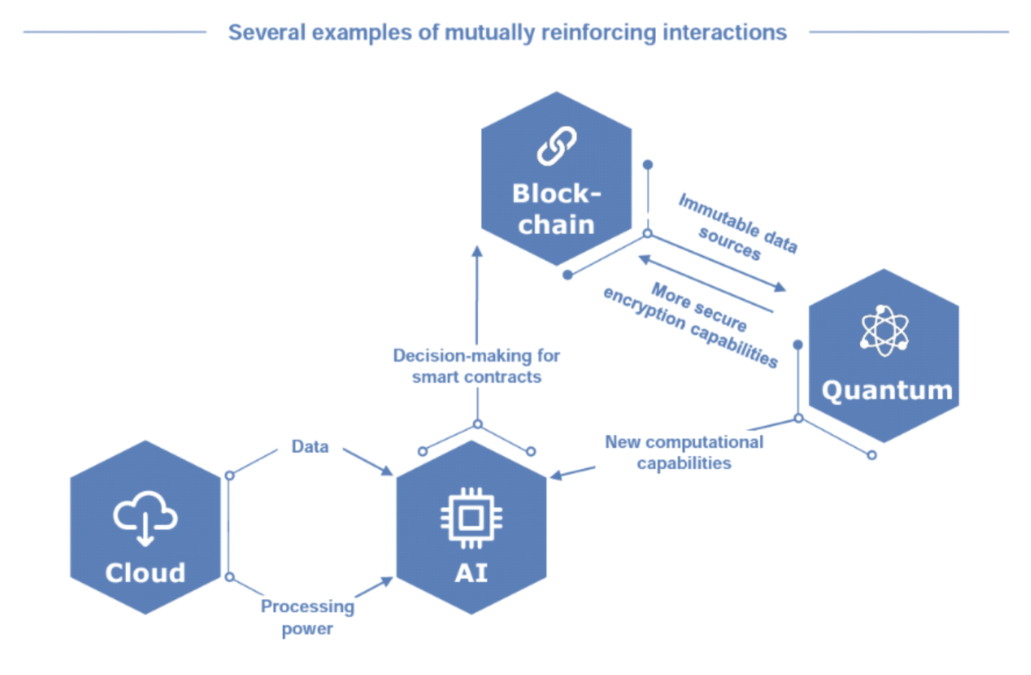 Several examples of mutually reinforcing interactions
Block-
chain
Immutable data
sources
More secure
encryption capabilities
Quantum
Decision-making for
smart contracts
New computational
capabilities
Data
Cloud
AI
Processing
power